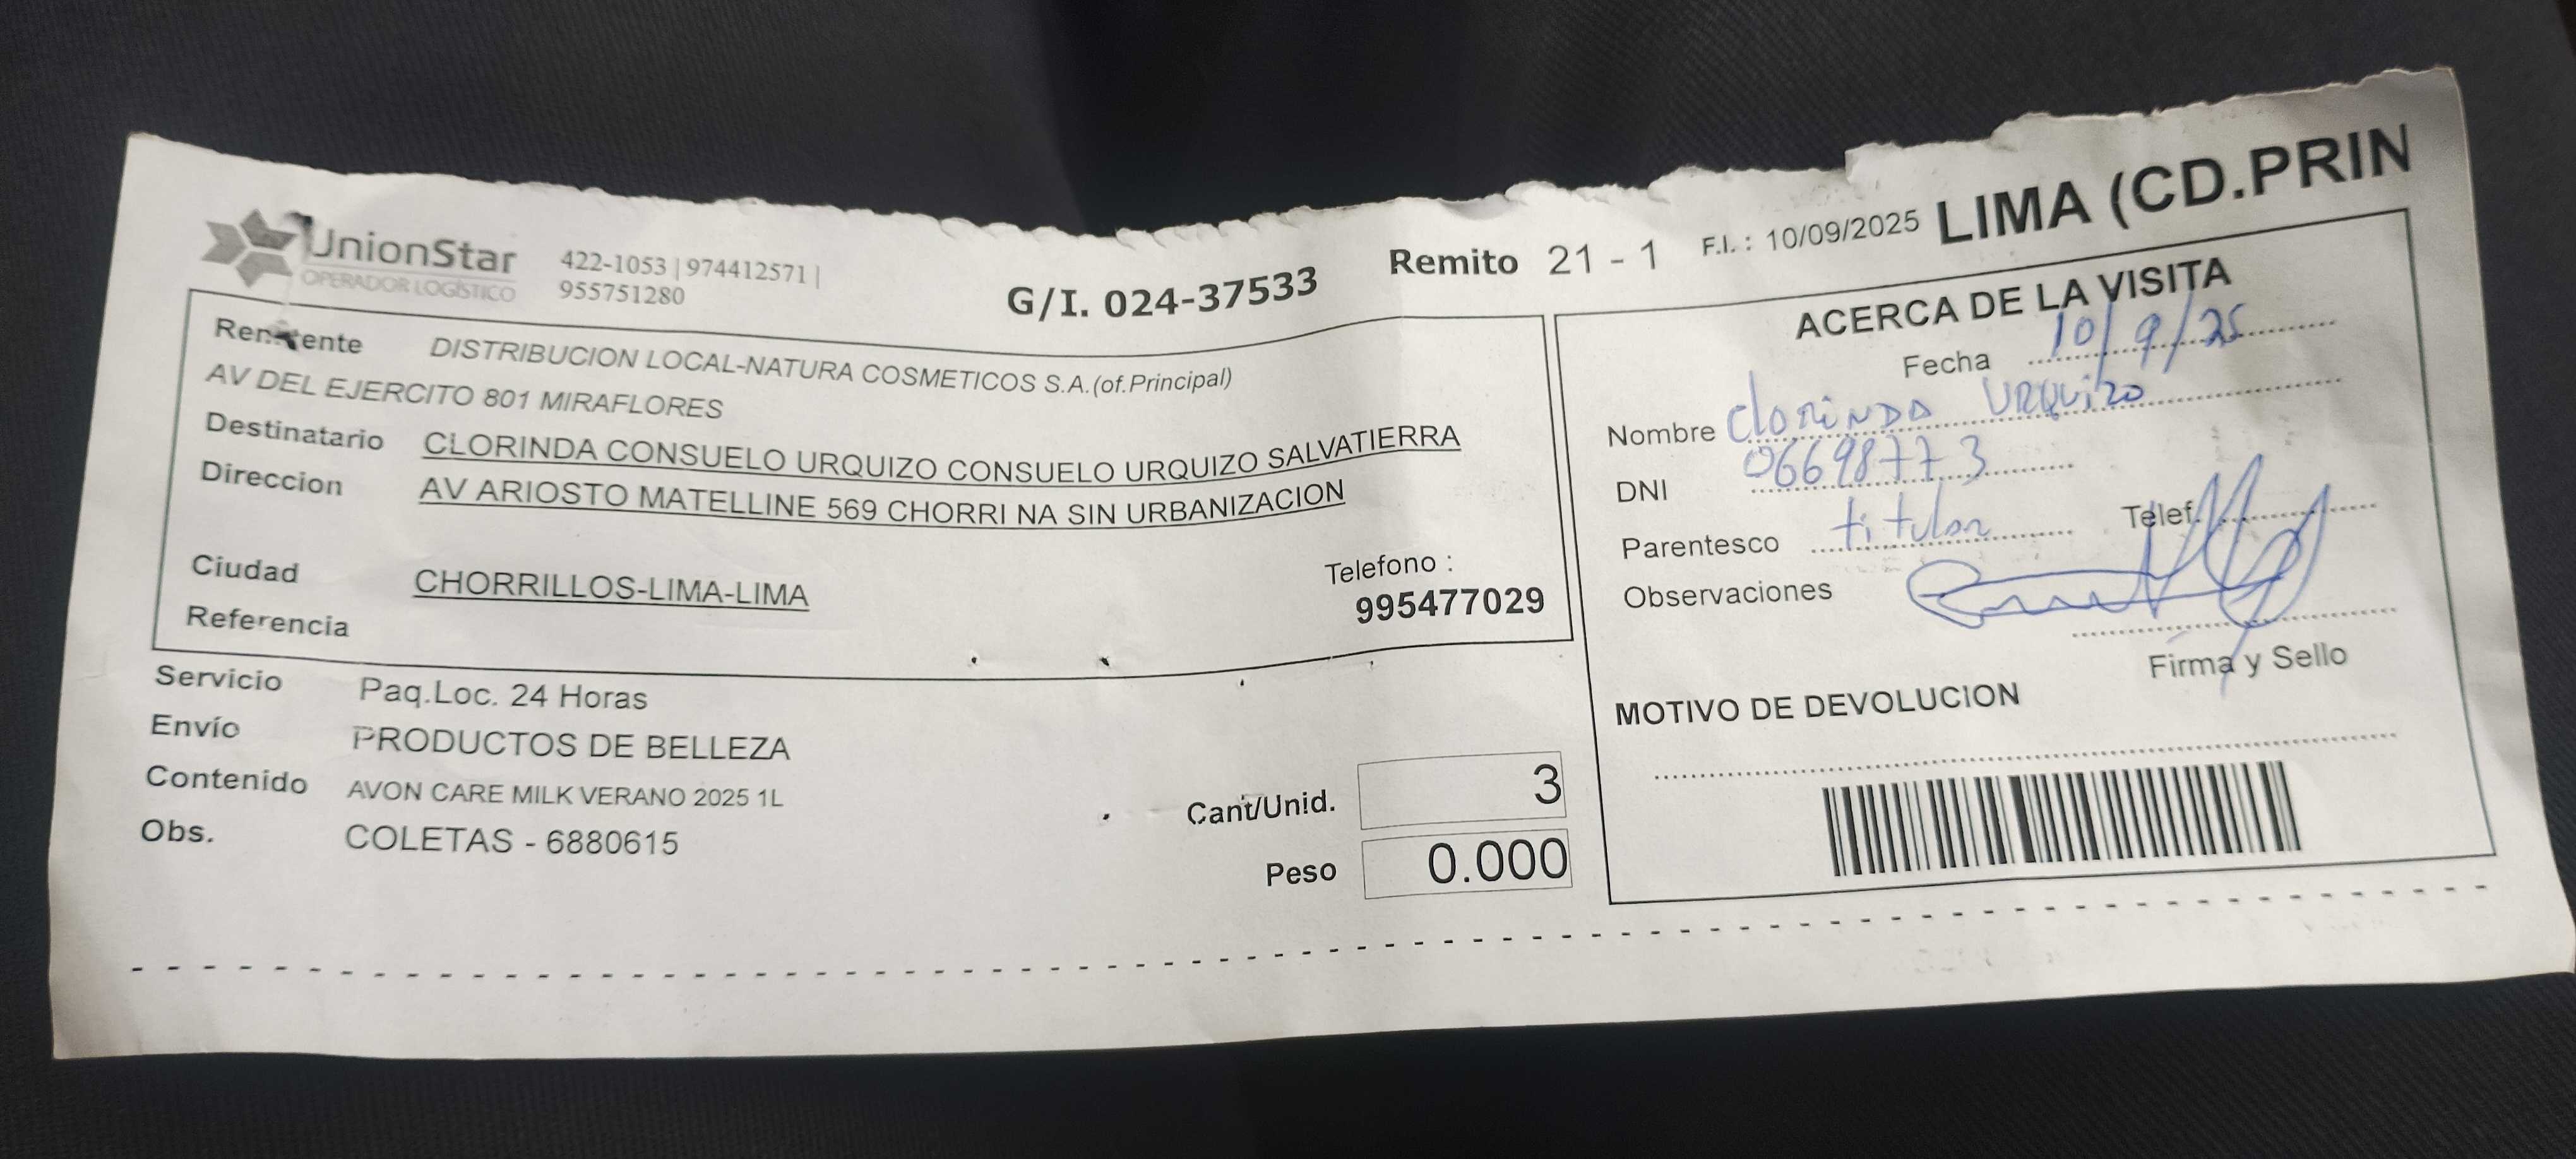 UnionStar
OPERADOR LOGÍSTICO
422-1053 | 974412571 |
955751280
G/I. 024-37533
Remito 21 - 1
F.I. : 10/09/2025
LIMA (CD.PRIN
Remitente DISTRIBUCION LOCAL-NATURA COSMETICOS S.A.(of.Principal)
AV DEL EJERCITO 801 MIRAFLORES
Destinatario CLORINDA CONSUELO URQUIZO CONSUELO URQUIZO SALVATIERRA
Direccion AV ARIOSTO MATELLINE 569 CHORRI NA SIN URBANIZACION
Ciudad CHORRILLOS-LIMA-LIMA
Telefono :
995477029
Referencia
Servicio Paq.Loc. 24 Horas
Envío PRODUCTOS DE BELLEZA
Contenido AVON CARE MILK VERANO 2025 1L
Obs. COLETAS - 6880615
Cant/Unid. 3
Peso 0.000
ACERCA DE LA VISITA
Fecha 10/9/25
Nombre Clorinda URQUIZO
DNI 06698773
Parentesco titular Telef.
Observaciones
Firma y Sello
MOTIVO DE DEVOLUCION